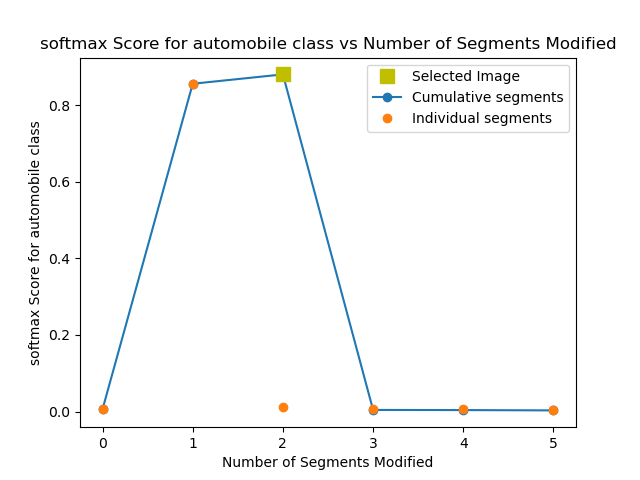 softmax Score for automobile class vs Number of Segments Modified
Selected Image
Cumulative segments
Individual segments
softmax Score for automobile class
0.8
0.6
0.4
0.2
0.0
0 1 2 3 4 5
Number of Segments Modified